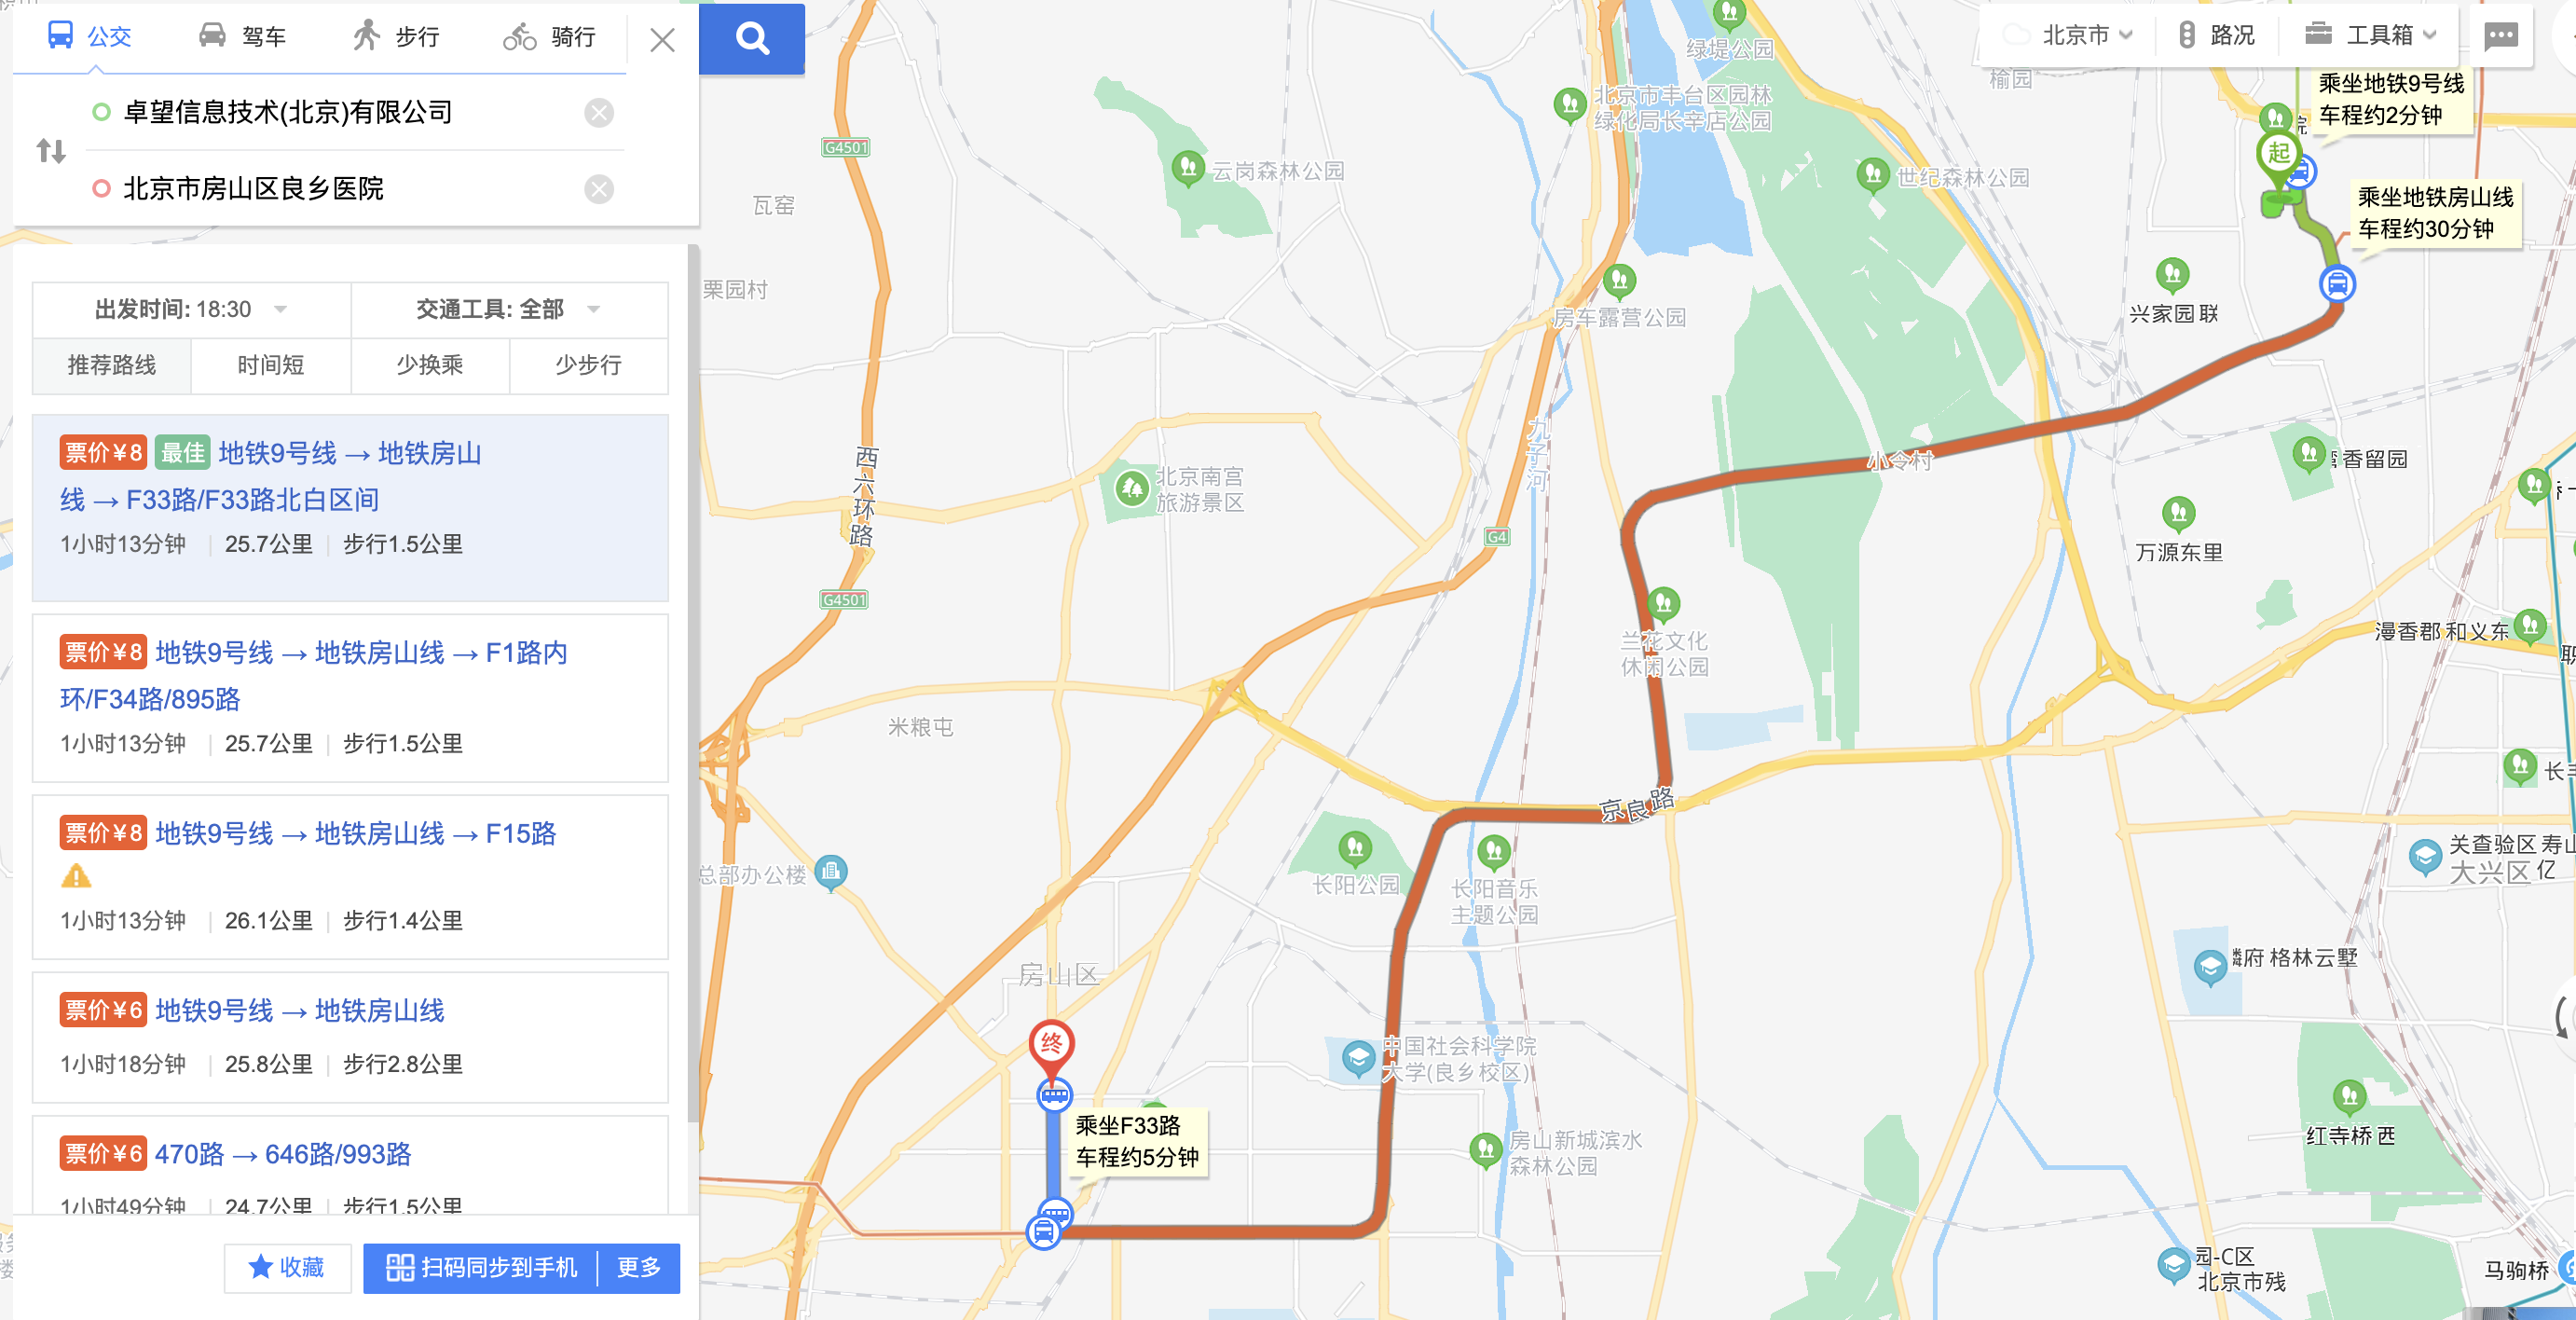 公交
驾车
步行
骑行
卓望信息技术(北京)有限公司
北京市房山区良乡医院
出发时间: 18:30
交通工具: 全部
推荐路线
时间短
少换乘
少步行
票价¥8 最佳 地铁9号线 → 地铁房山
线 → F33路/F33路北白区间
1小时13分钟 | 25.7公里 | 步行1.5公里
票价¥8 地铁9号线 → 地铁房山线 → F1路内
环/F34路/895路
1小时13分钟 | 25.7公里 | 步行1.5公里
票价¥8 地铁9号线 → 地铁房山线 → F15路
1小时13分钟 | 26.1公里 | 步行1.4公里
票价¥6 地铁9号线 → 地铁房山线
1小时18分钟 | 25.8公里 | 步行2.8公里
票价¥6 470路 → 646路/993路
1小时49分钟 | 24.7公里 | 步行1.5公里
收藏
扫码同步到手机
更多
北京市
路况
工具箱
绿堤公园
榆园
乘坐地铁9号线
车程约2分钟
院
起
北京市丰台区园林
绿化局长辛店公园
G4501
云岗森林公园
世纪森林公园
瓦窑
乘坐地铁房山线
车程约30分钟
栗园村
房车露营公园
兴家园 联
九子河
西六环路
北京南宫
旅游景区
小令村
香留园
G4
万源东里
G4501
兰花文化
休闲公园
漫香郡 和义东
米粮屯
京良路
长丰
总部办公楼
长阳公园
长阳音乐
主题公园
关查验区 寿山
大兴区 亿
房山区
府 格林云墅
终
中国社会科学院
大学(良乡校区)
乘坐F33路
车程约5分钟
房山新城滨水
森林公园
红寺桥 西
园-C区
北京市残
马驹桥